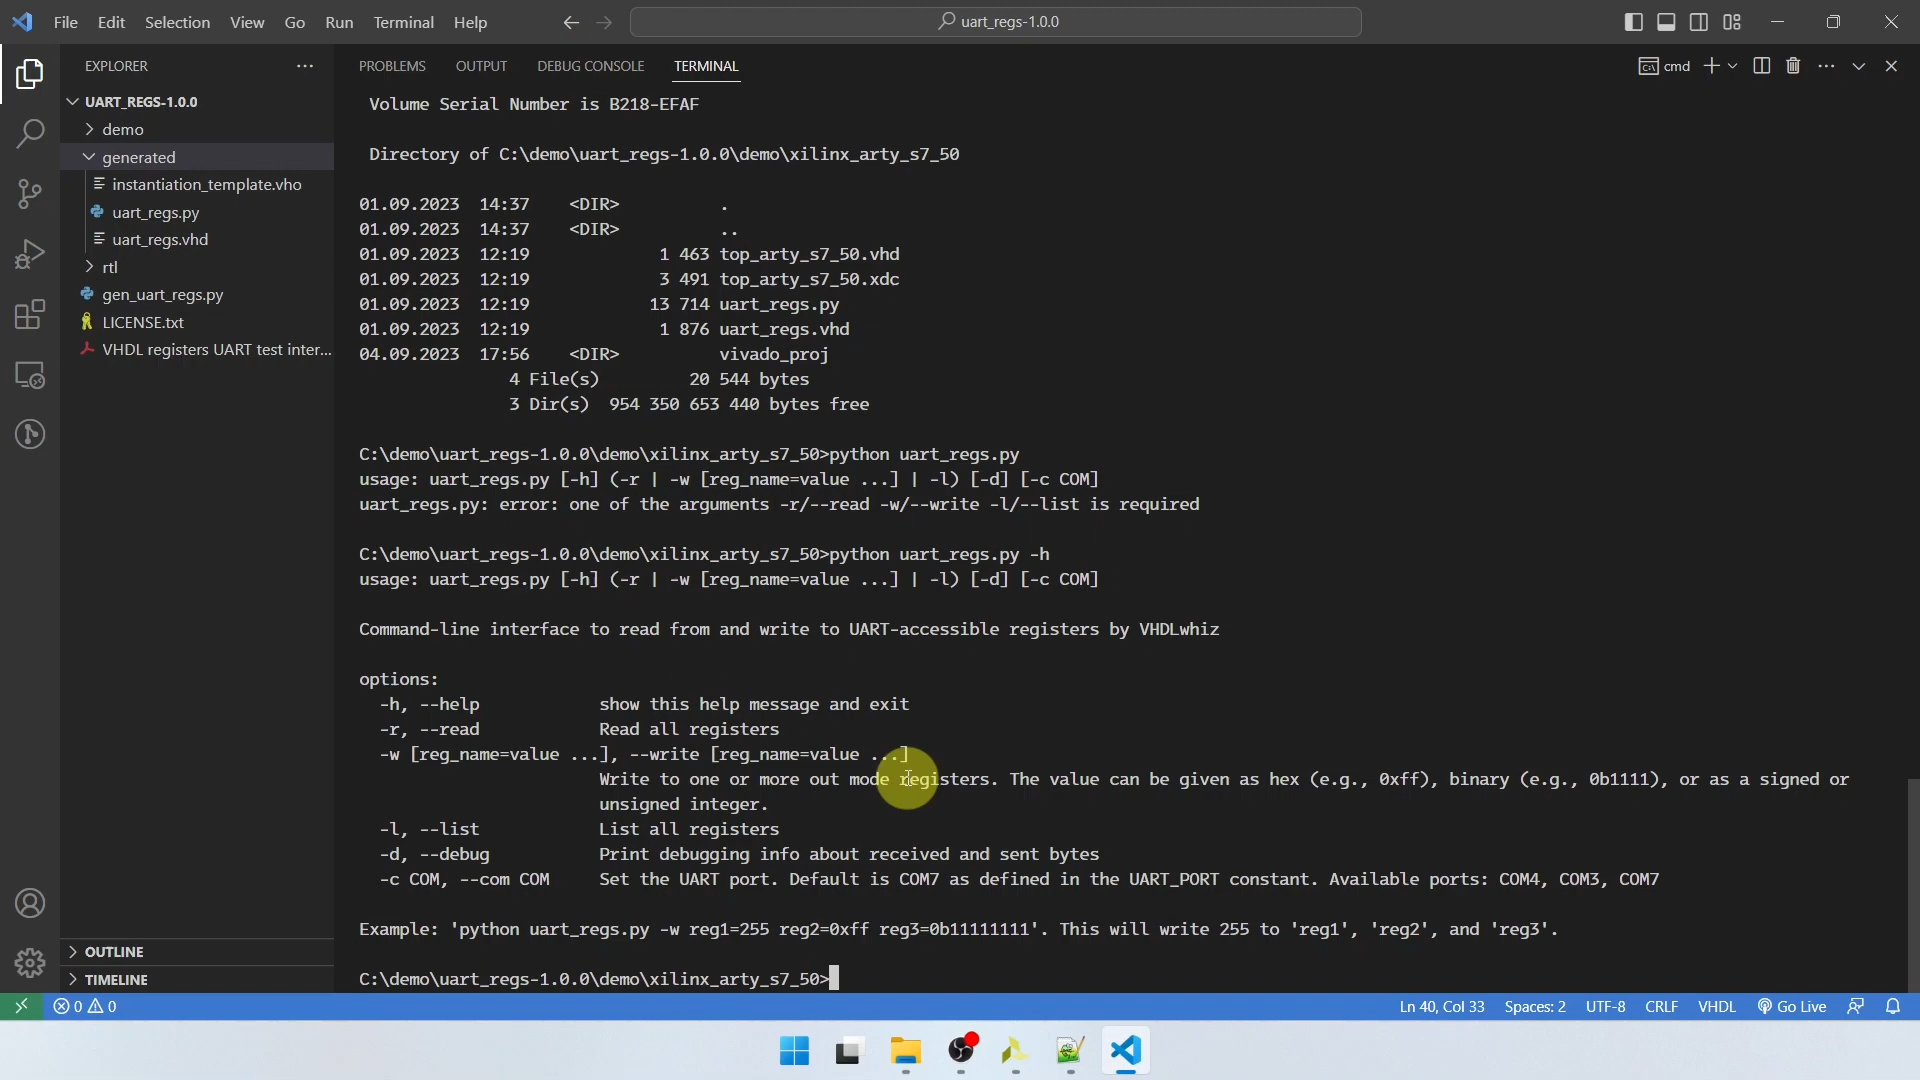 File Edit Selection View Go Run Terminal Help
uart_regs-1.0.0
EXPLORER
PROBLEMS OUTPUT DEBUG CONSOLE TERMINAL
cmd
UART_REGS-1.0.0
demo
generated
instantiation_template.vho
uart_regs.py
uart_regs.vhd
rtl
gen_uart_regs.py
LICENSE.txt
VHDL registers UART test inter...
OUTLINE
TIMELINE
Volume Serial Number is B218-EFAF
Directory of C:\demo\uart_regs-1.0.0\demo\xilinx_arty_s7_50
01.09.2023  14:37    <DIR>          .
01.09.2023  14:37    <DIR>          ..
01.09.2023  12:19             1 463 top_arty_s7_50.vhd
01.09.2023  12:19             3 491 top_arty_s7_50.xdc
01.09.2023  12:19            13 714 uart_regs.py
01.09.2023  12:19             1 876 uart_regs.vhd
04.09.2023  17:56    <DIR>          vivado_proj
4 File(s)         20 544 bytes
3 Dir(s)  954 350 653 440 bytes free
C:\demo\uart_regs-1.0.0\demo\xilinx_arty_s7_50>python uart_regs.py
usage: uart_regs.py [-h] (-r | -w [reg_name=value ...] | -l) [-d] [-c COM]
uart_regs.py: error: one of the arguments -r/--read -w/--write -l/--list is required
C:\demo\uart_regs-1.0.0\demo\xilinx_arty_s7_50>python uart_regs.py -h
usage: uart_regs.py [-h] (-r | -w [reg_name=value ...] | -l) [-d] [-c COM]
Command-line interface to read from and write to UART-accessible registers by VHDLwhiz
options:
-h, --help            show this help message and exit
-r, --read            Read all registers
-w [reg_name=value ...], --write [reg_name=value ...]
Write to one or more out mode registers. The value can be given as hex (e.g., 0xff), binary (e.g., 0b1111), or as a signed or
unsigned integer.
-l, --list            List all registers
-d, --debug           Print debugging info about received and sent bytes
-c COM, --com COM     Set the UART port. Default is COM7 as defined in the UART_PORT constant. Available ports: COM4, COM3, COM7
Example: 'python uart_regs.py -w reg1=255 reg2=0xff reg3=0b11111111'. This will write 255 to 'reg1', 'reg2', and 'reg3'.
C:\demo\uart_regs-1.0.0\demo\xilinx_arty_s7_50>
0 0
Ln 40, Col 33 Spaces: 2 UTF-8 CRLF VHDL Go Live